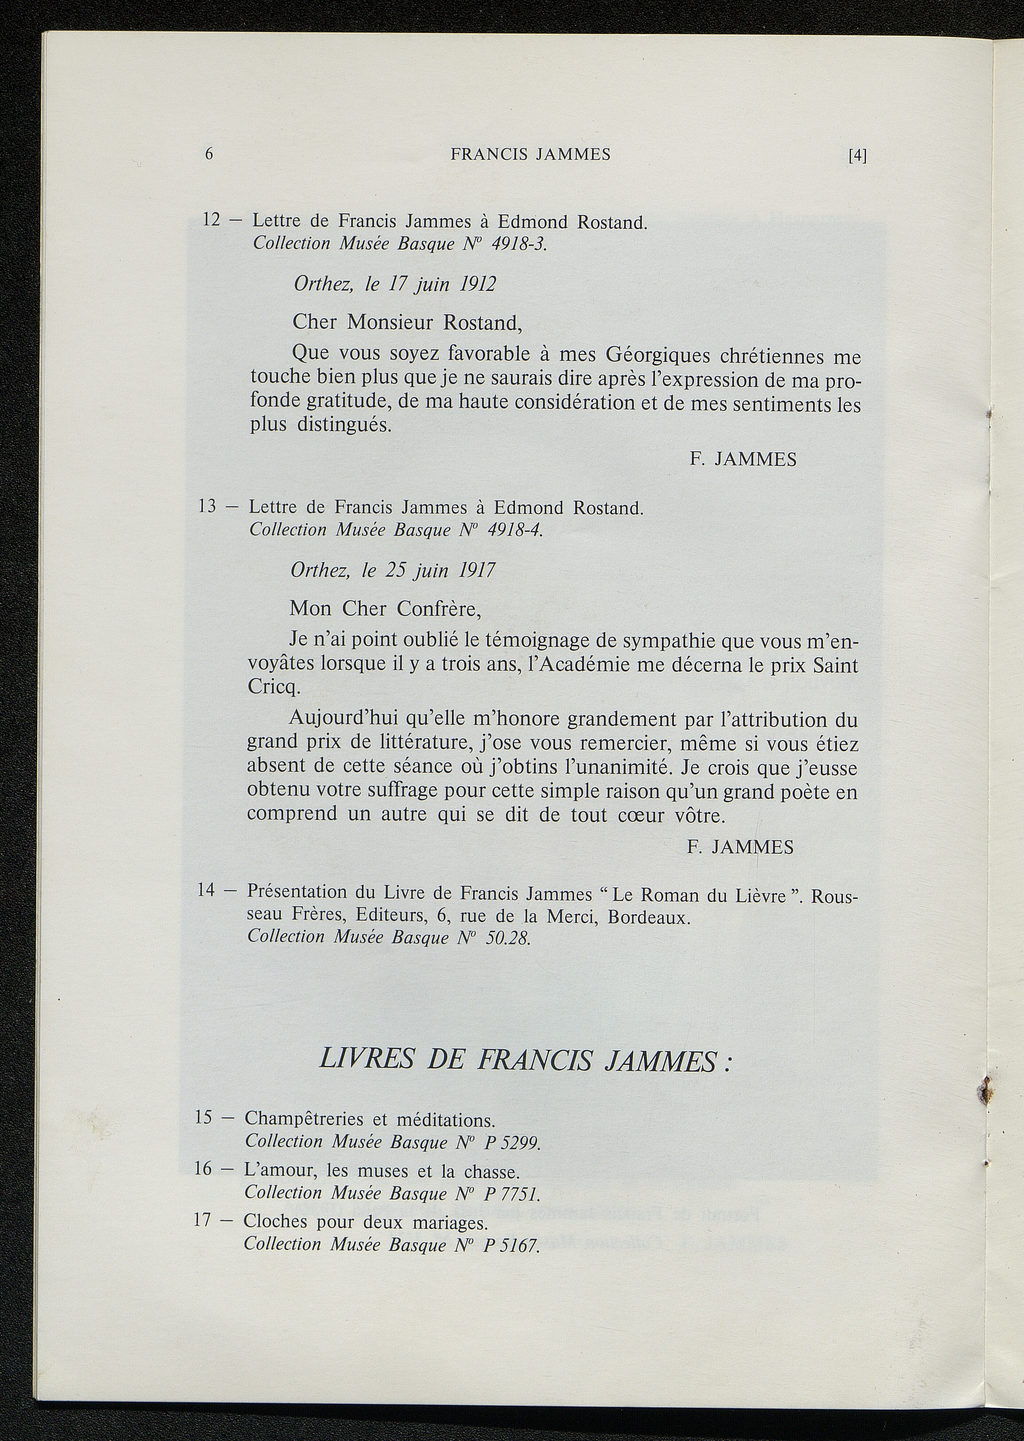 6 FRANCIS JAMMES [4]
12 — Lettre de Francis Jammes à Edmond Rostand.
Collection Musée Basque Nº 4918-3.
Orthez, le 17 juin 1912
Cher Monsieur Rostand,
Que vous soyez favorable à mes Géorgiques chrétiennes me
touche bien plus que je ne saurais dire après l'expression de ma pro-
fonde gratitude, de ma haute considération et de mes sentiments les
plus distingués.
F. JAMMES
13 — Lettre de Francis Jammes à Edmond Rostand.
Collection Musée Basque Nº 4918-4.
Orthez, le 25 juin 1917
Mon Cher Confrère,
Je n'ai point oublié le témoignage de sympathie que vous m'en-
voyâtes lorsque il y a trois ans, l'Académie me décerna le prix Saint
Cricq.
Aujourd'hui qu'elle m'honore grandement par l'attribution du
grand prix de littérature, j'ose vous remercier, même si vous étiez
absent de cette séance où j'obtins l'unanimité. Je crois que j'eusse
obtenu votre suffrage pour cette simple raison qu'un grand poète en
comprend un autre qui se dit de tout cœur vôtre.
F. JAMMES
14 — Présentation du Livre de Francis Jammes “ Le Roman du Lièvre ”. Rous-
seau Frères, Editeurs, 6, rue de la Merci, Bordeaux.
Collection Musée Basque Nº 50.28.
LIVRES DE FRANCIS JAMMES :
15 — Champêtreries et méditations.
Collection Musée Basque Nº P 5299.
16 — L'amour, les muses et la chasse.
Collection Musée Basque Nº P 7751.
17 — Cloches pour deux mariages.
Collection Musée Basque Nº P 5167.